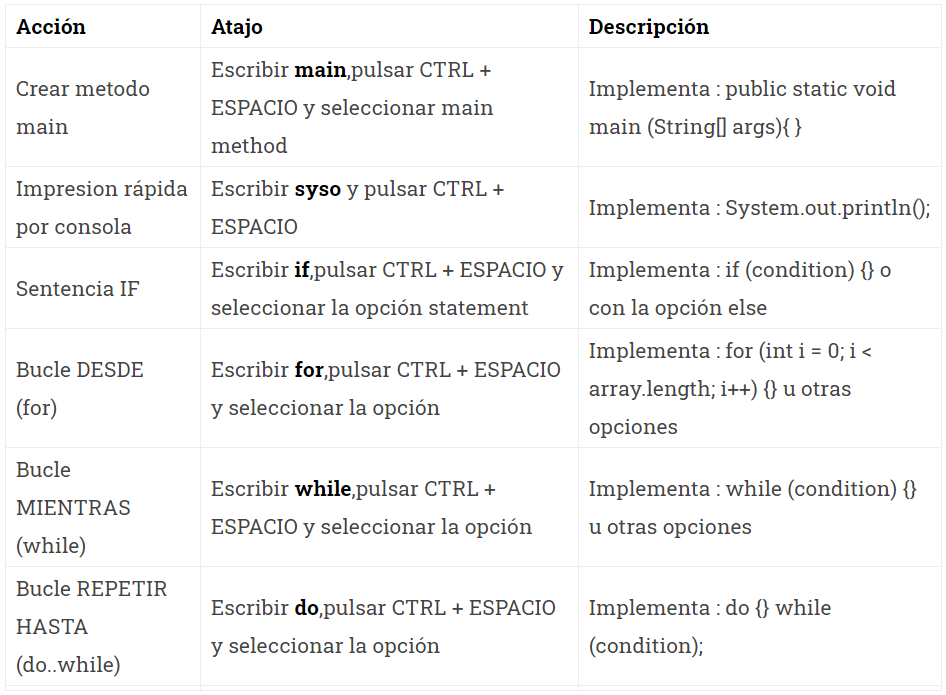 Acción
Atajo
Descripción
Crear metodo
main
Escribir main,pulsar CTRL +
ESPACIO y seleccionar main
method
Implementa : public static void
main (String[] args){ }
Impresion rápida
por consola
Escribir syso y pulsar CTRL +
ESPACIO
Implementa : System.out.println();
Sentencia IF
Escribir if,pulsar CTRL + ESPACIO y
seleccionar la opción statement
Implementa : if (condition) {} o
con la opción else
Bucle DESDE
(for)
Escribir for,pulsar CTRL + ESPACIO
y seleccionar la opción
Implementa : for (int i = 0; i <
array.length; i++) {} u otras
opciones
Bucle
MIENTRAS
(while)
Escribir while,pulsar CTRL +
ESPACIO y seleccionar la opción
Implementa : while (condition) {}
u otras opciones
Bucle REPETIR
HASTA
(do..while)
Escribir do,pulsar CTRL + ESPACIO
y seleccionar la opción
Implementa : do {} while
(condition);